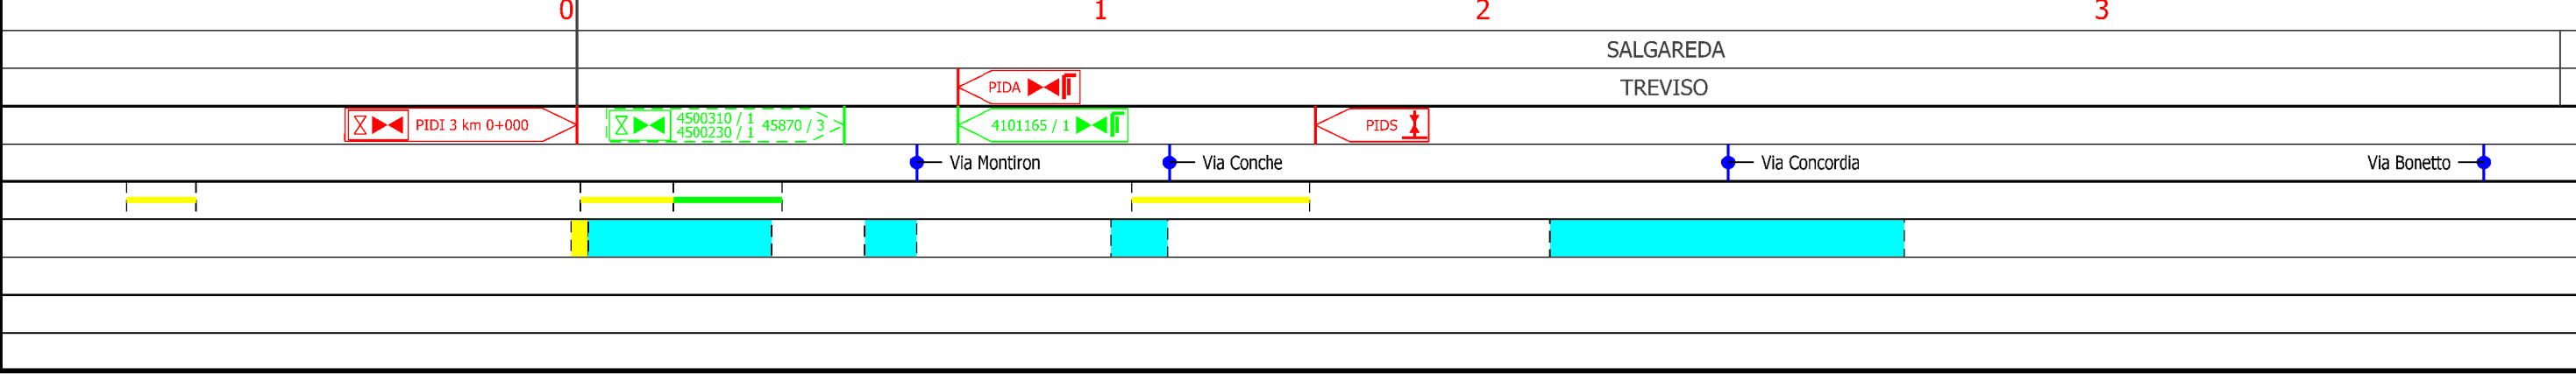 0 1 2 3
SALGAREDA
PIDA TREVISO
PIDI 3 km 0+000 4500310 / 1 45870 / 3 4101165 / 1 PIDS
4500230 / 1
Via Montiron Via Conche Via Concordia Via Bonetto